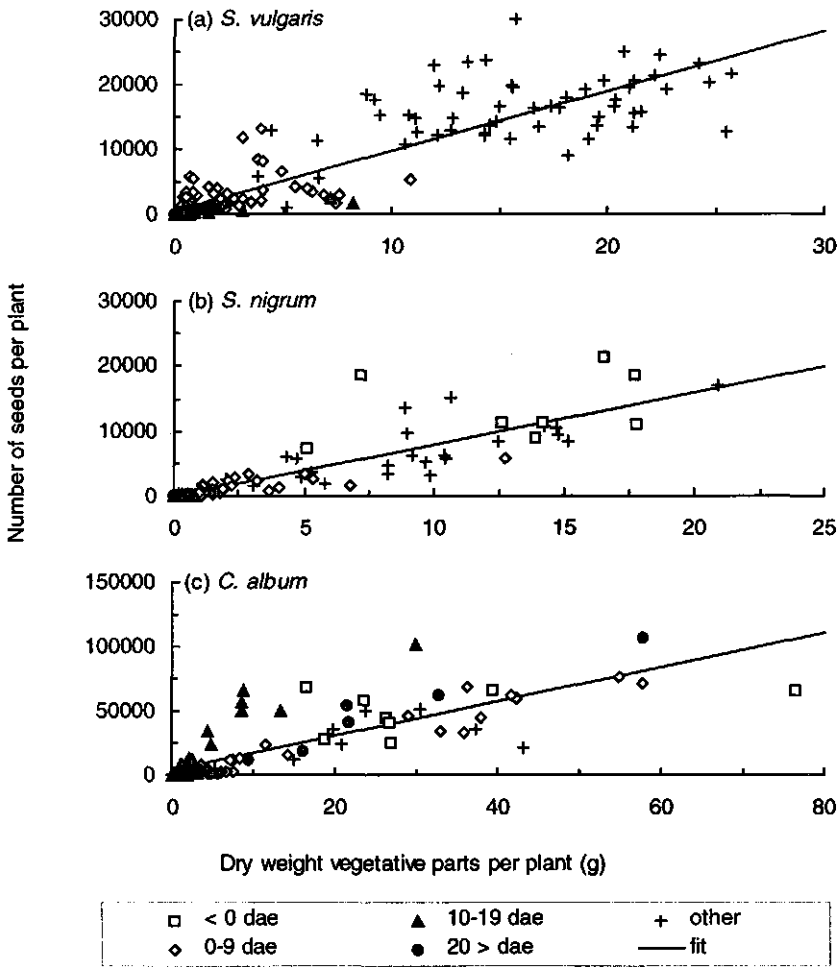 (a) S. vulgaris
30000
20000
10000
0
0 10 20 30
(b) S. nigrum
30000
20000
10000
0
0 5 10 15 20 25
(c) C. album
150000
100000
50000
0
0 20 40 60 80
Number of seeds per plant
Dry weight vegetative parts per plant (g)
< 0 dae
10-19 dae
other
0-9 dae
20 > dae
fit